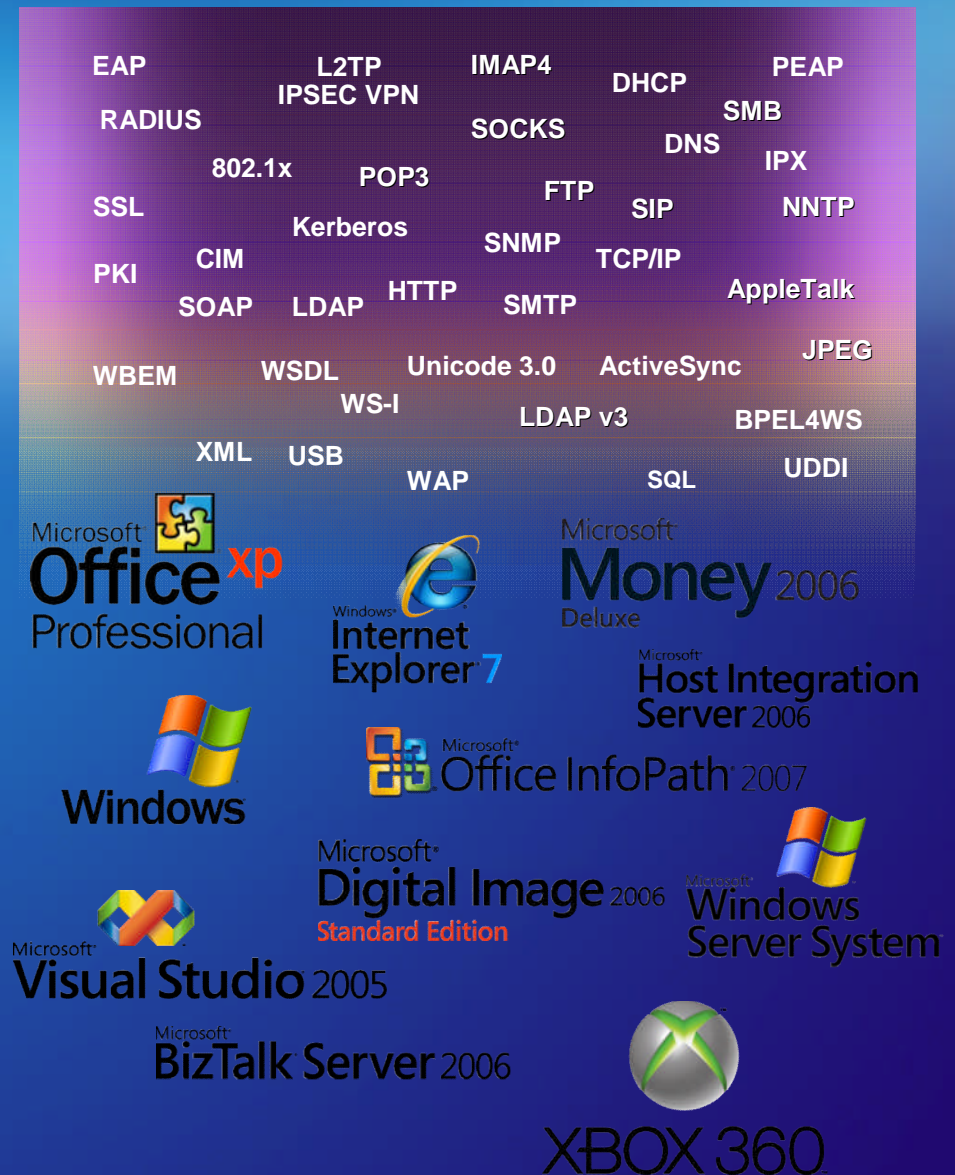 EAP
L2TP
IPSEC VPN
IMAP4
DHCP
PEAP
RADIUS
SOCKS
SMB
DNS
802.1x
POP3
FTP
IPX
SSL
Kerberos
SIP
NNTP
SNMP
CIM
TCP/IP
PKI
SOAP
LDAP
HTTP
SMTP
AppleTalk
JPEG
WBEM
WSDL
Unicode 3.0
ActiveSync
WS-I
LDAP v3
BPEL4WS
XML
USB
WAP
SQL
UDDI
Microsoft
Office xp
Professional
Windows
Internet
Explorer 7
Microsoft
Money 2006
Deluxe
Microsoft
Host Integration
Server 2006
Windows
Microsoft
Office InfoPath 2007
Microsoft
Digital Image 2006
Standard Edition
Microsoft
Windows
Server System
Microsoft
Visual Studio 2005
Microsoft
BizTalk Server 2006
XBOX 360